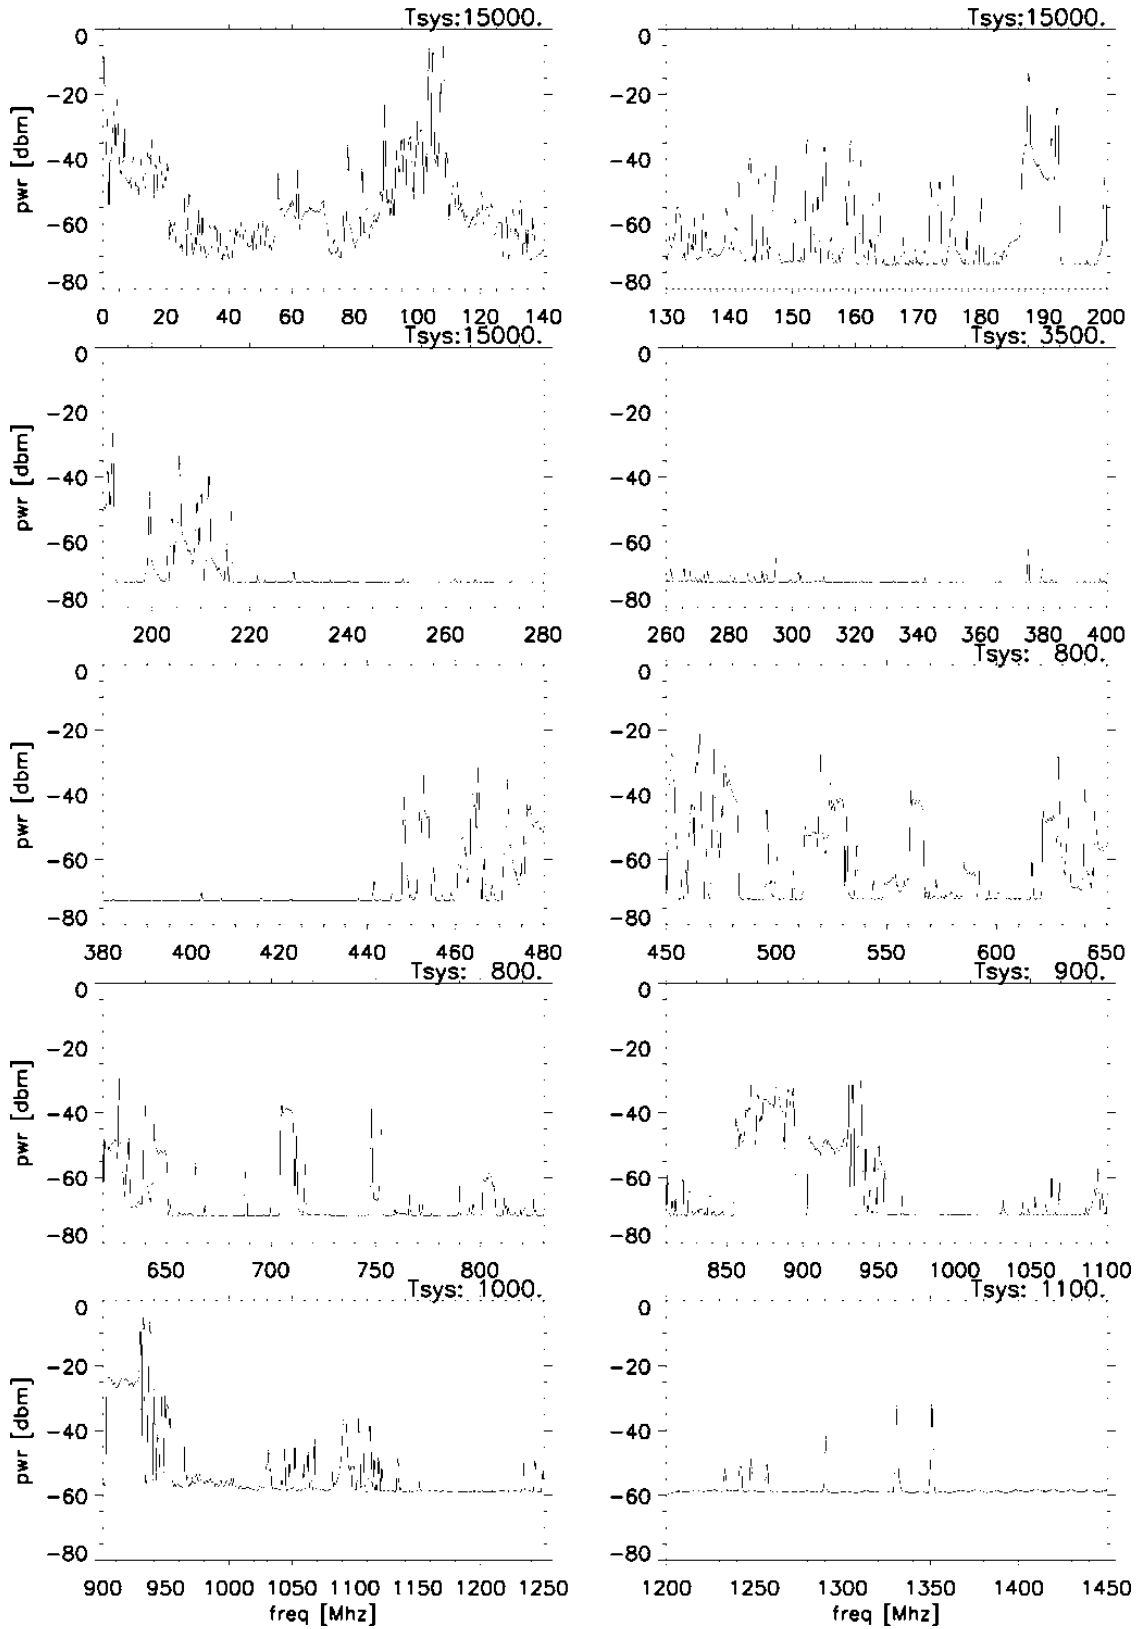 Tsys:15000. Tsys:15000.
0 0
-20 -20
-40 -40
-60 -60
-80 -80
pwr [dbm]
0 20 40 60 80 100 120 140 130 140 150 160 170 180 190 200
Tsys:15000. Tsys: 3500.
0 0
-20 -20
-40 -40
-60 -60
-80 -80
pwr [dbm]
200 220 240 260 280 260 280 300 320 340 360 380 400
Tsys: 800.
0 0
-20 -20
-40 -40
-60 -60
-80 -80
pwr [dbm]
380 400 420 440 460 480 450 500 550 600 650
Tsys: 800. Tsys: 900.
0 0
-20 -20
-40 -40
-60 -60
-80 -80
pwr [dbm]
650 700 750 800 850 900 950 1000 1050 1100
Tsys: 1000. Tsys: 1100.
0 0
-20 -20
-40 -40
-60 -60
-80 -80
pwr [dbm]
900 950 1000 1050 1100 1150 1200 1250 1200 1250 1300 1350 1400 1450
freq [Mhz] freq [Mhz]